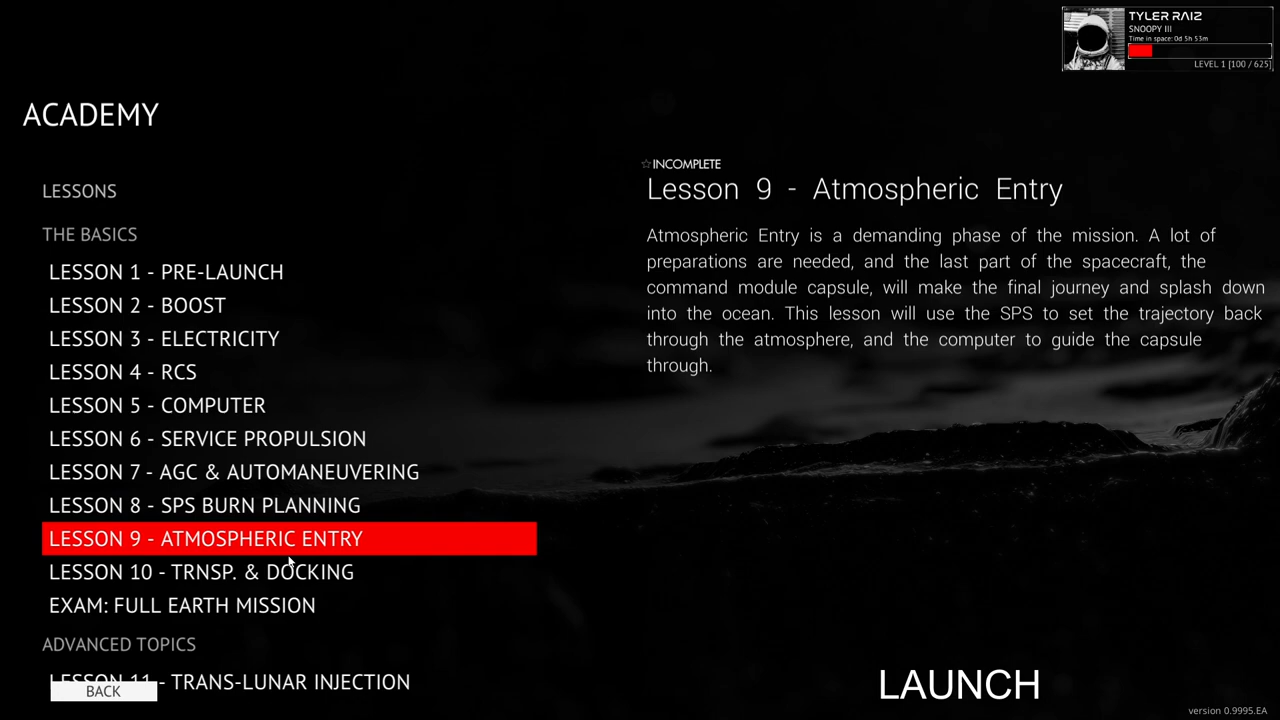 TYLER RAIZ
SNOOPY III
Time in space: 0d 5h 53m
LEVEL 1 [100 / 625]
ACADEMY
LESSONS
THE BASICS
LESSON 1 - PRE-LAUNCH
LESSON 2 - BOOST
LESSON 3 - ELECTRICITY
LESSON 4 - RCS
LESSON 5 - COMPUTER
LESSON 6 - SERVICE PROPULSION
LESSON 7 - AGC & AUTOMANEUVERING
LESSON 8 - SPS BURN PLANNING
LESSON 9 - ATMOSPHERIC ENTRY
LESSON 10 - TRNSP. & DOCKING
EXAM: FULL EARTH MISSION
ADVANCED TOPICS
LESSON 11 - TRANS-LUNAR INJECTION
BACK
☆INCOMPLETE
Lesson 9 - Atmospheric Entry
Atmospheric Entry is a demanding phase of the mission. A lot of
preparations are needed, and the last part of the spacecraft, the
command module capsule, will make the final journey and splash down
into the ocean. This lesson will use the SPS to set the trajectory back
through the atmosphere, and the computer to guide the capsule
through.
LAUNCH
version 0.9995.EA